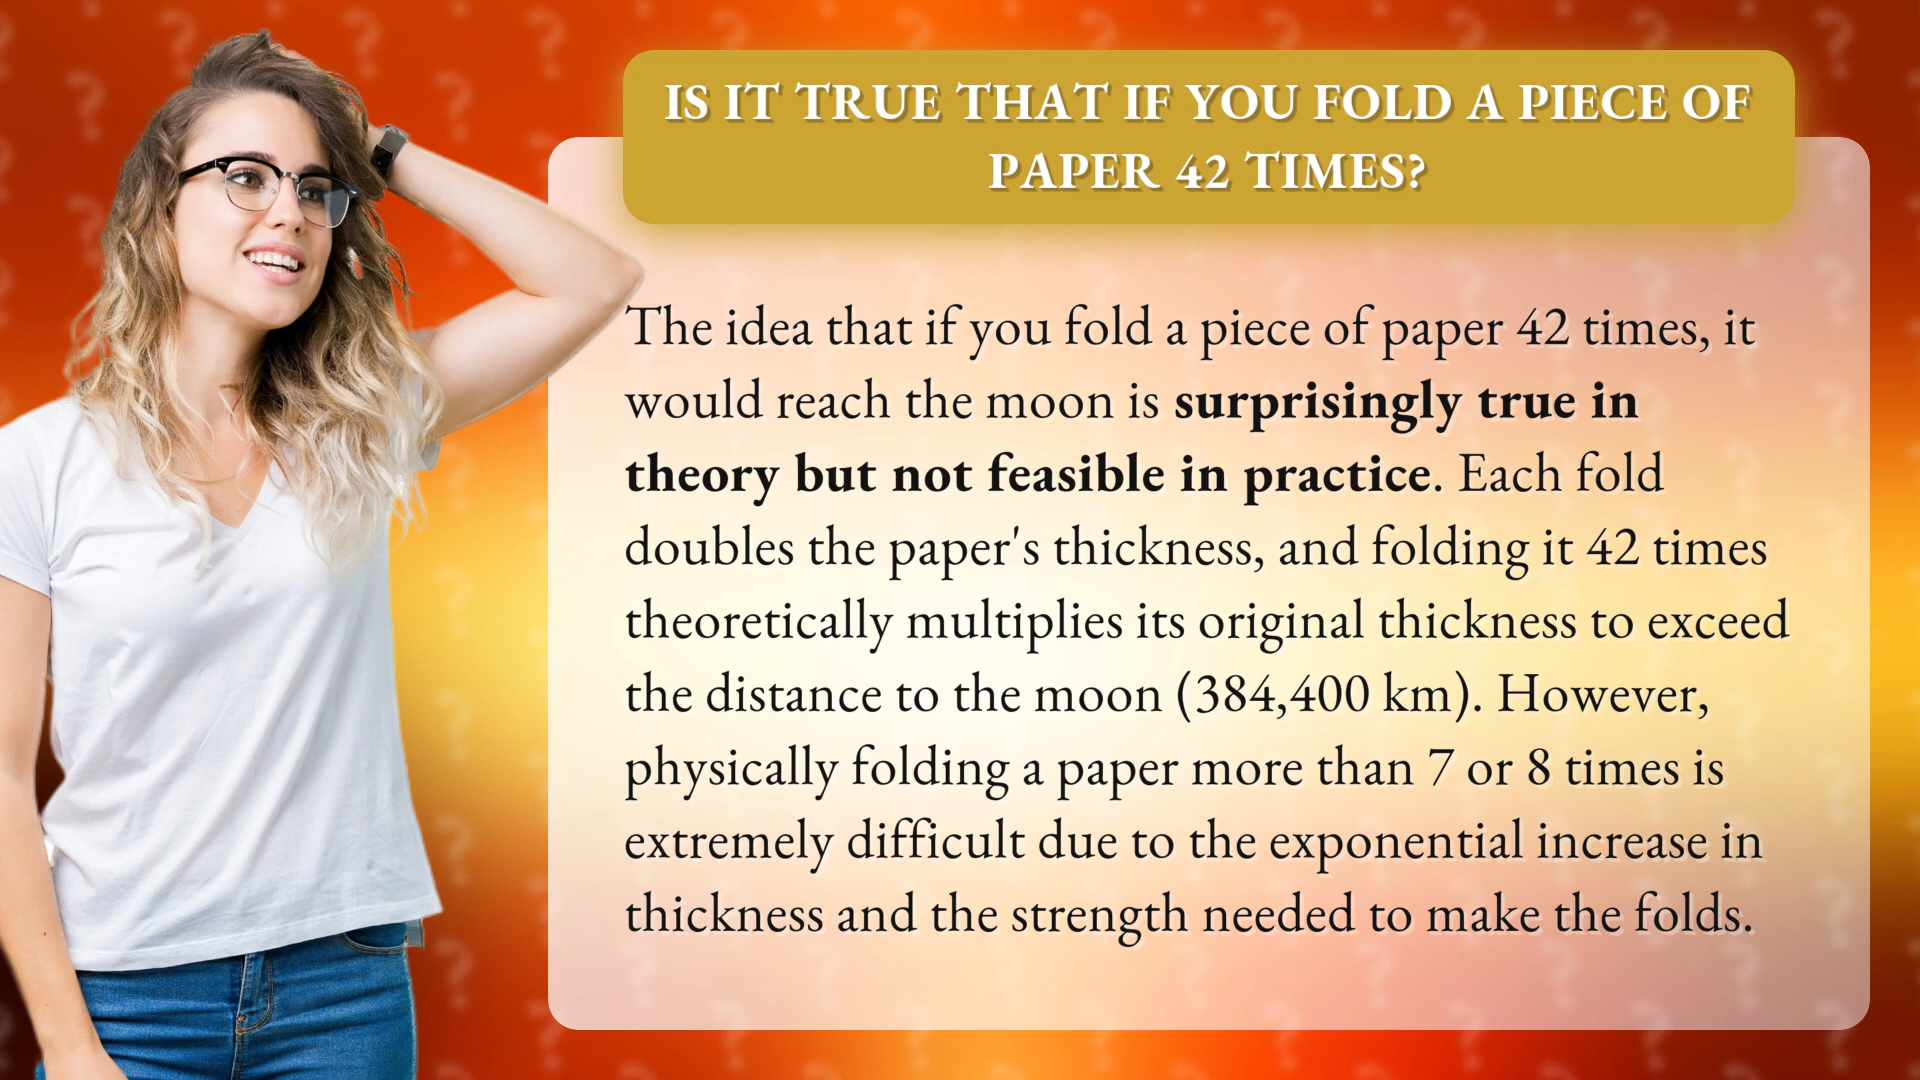 IS IT TRUE THAT IF YOU FOLD A PIECE OF
PAPER 42 TIMES?
The idea that if you fold a piece of paper 42 times, it
would reach the moon is surprisingly true in
theory but not feasible in practice. Each fold
doubles the paper's thickness, and folding it 42 times
theoretically multiplies its original thickness to exceed
the distance to the moon (384,400 km). However,
physically folding a paper more than 7 or 8 times is
extremely difficult due to the exponential increase in
thickness and the strength needed to make the folds.